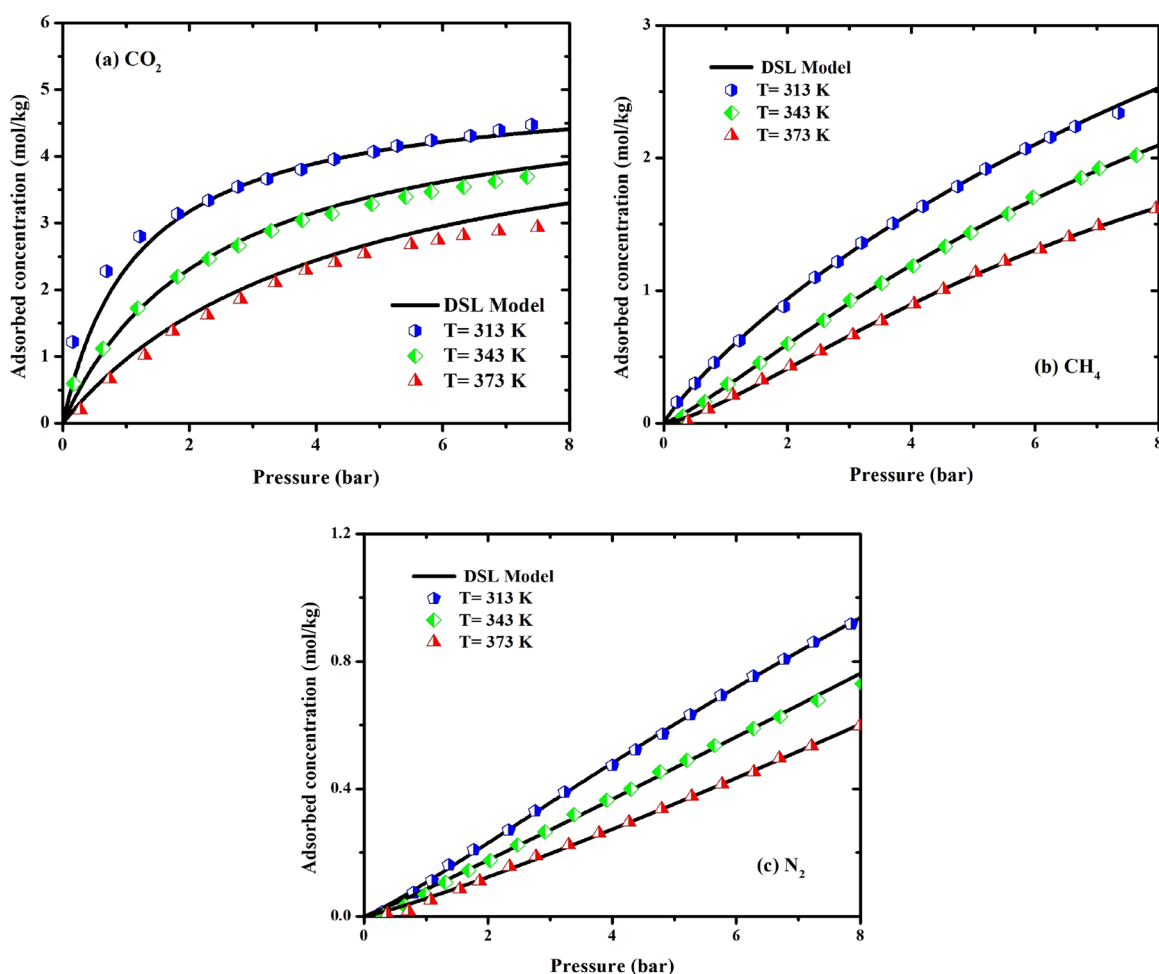 (a) CO2
Adsorbed concentration (mol/kg)
6
5
4
3
2
1
0
DSL Model
T= 313 K
T= 343 K
T= 373 K
0 2 4 6 8
Pressure (bar)
Adsorbed concentration (mol/kg)
3
2
1
0
DSL Model
T= 313 K
T= 343 K
T= 373 K
(b) CH4
0 2 4 6 8
Pressure (bar)
Adsorbed concentration (mol/kg)
1.2
0.8
0.4
0.0
DSL Model
T= 313 K
T= 343 K
T= 373 K
(c) N2
0 2 4 6 8
Pressure (bar)